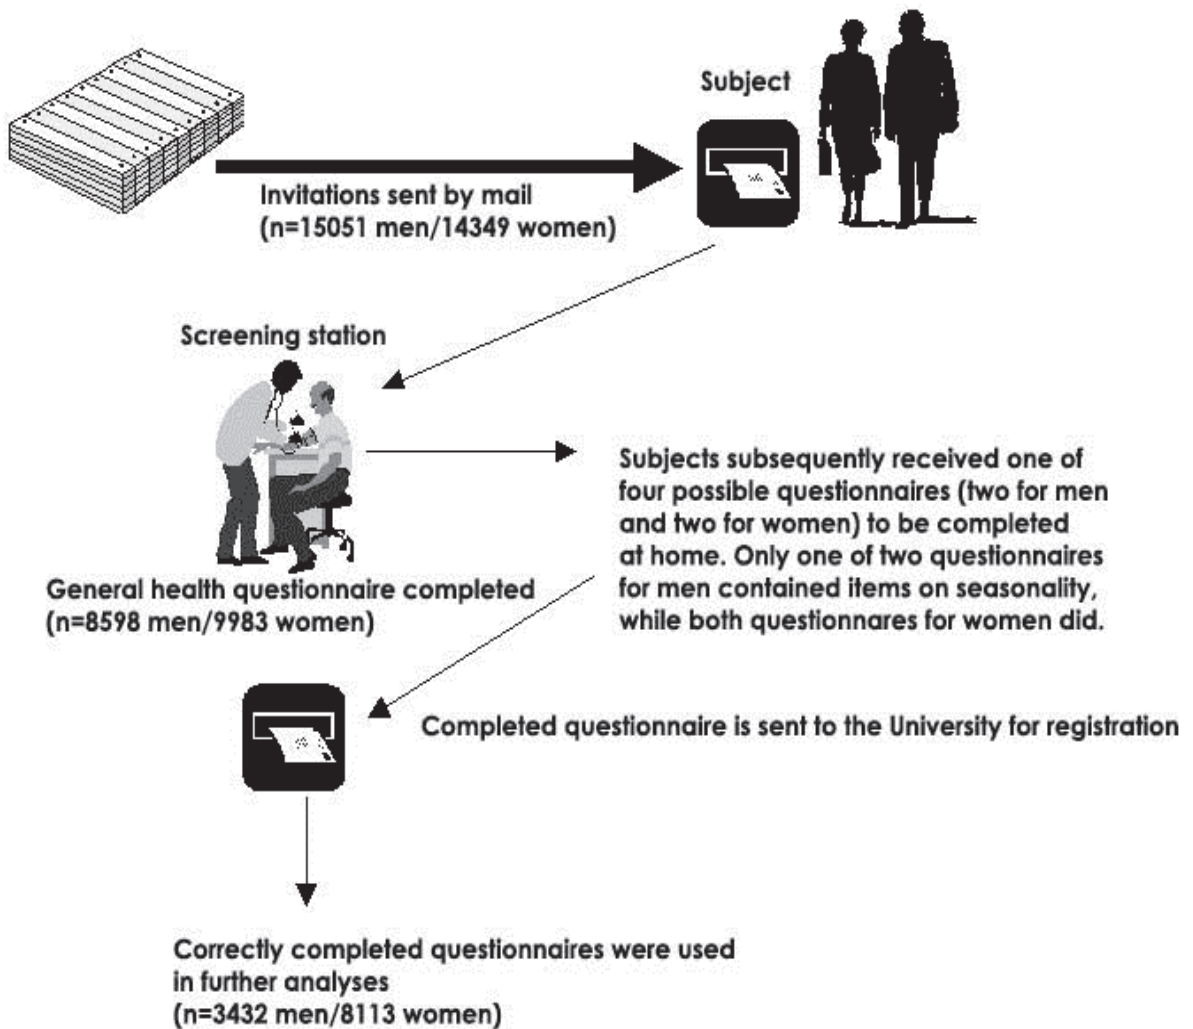 Subject
Invitations sent by mail
(n=15051 men/14349 women)
Screening station
General health questionnaire completed
(n=8598 men/9983 women)
Subjects subsequently received one of
four possible questionnaires (two for men
and two for women) to be completed
at home. Only one of two questionnaires
for men contained items on seasonality,
while both questionnares for women did.
Completed questionnaire is sent to the University for registration
Correctly completed questionnaires were used
in further analyses
(n=3432 men/8113 women)